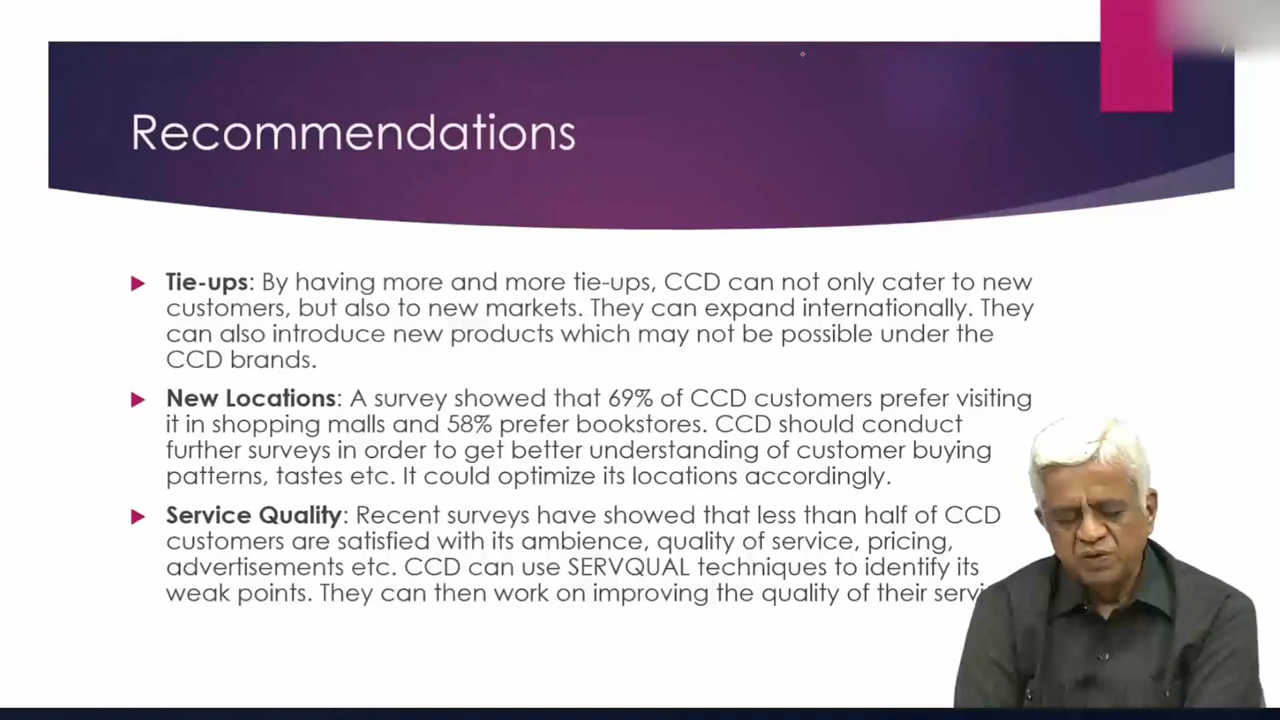 Recommendations
Tie-ups: By having more and more tie-ups, CCD can not only cater to new
customers, but also to new markets. They can expand internationally. They
can also introduce new products which may not be possible under the
CCD brands.
New Locations: A survey showed that 69% of CCD customers prefer visiting
it in shopping malls and 58% prefer bookstores. CCD should conduct
further surveys in order to get better understanding of customer buying
patterns, tastes etc. It could optimize its locations accordingly.
Service Quality: Recent surveys have showed that less than half of CCD
customers are satisfied with its ambience, quality of service, pricing,
advertisements etc. CCD can use SERVQUAL techniques to identify its
weak points. They can then work on improving the quality of their